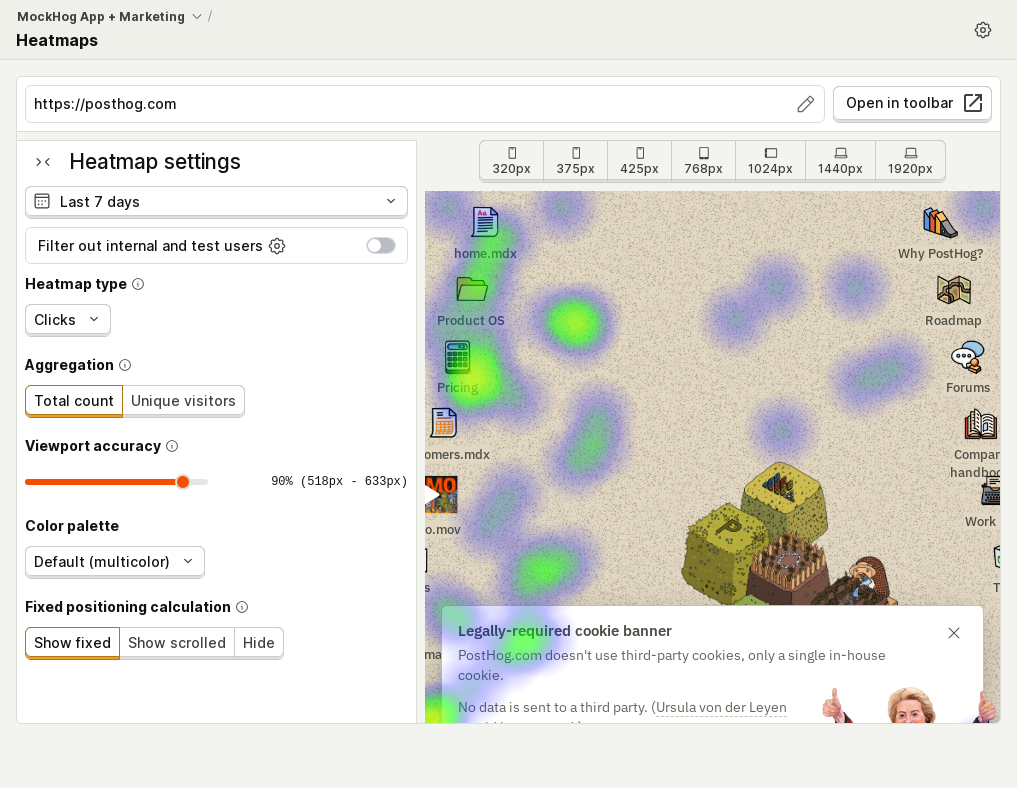 MockHog App + Marketing /
Heatmaps
https://posthog.com
Open in toolbar
Heatmap settings
Last 7 days
Filter out internal and test users
Heatmap type
Clicks
Aggregation
Total count
Unique visitors
Viewport accuracy
90% (518px - 633px)
Color palette
Default (multicolor)
Fixed positioning calculation
Show fixed
Show scrolled
Hide
320px
375px
425px
768px
1024px
1440px
1920px
home.mdx
Why PostHog?
Product OS
Roadmap
Pricing
Forums
omers.mdx
Compan
handboo
o.mov
Work
s
T
Legally-required cookie banner
PostHog.com doesn't use third-party cookies, only a single in-house
cookie.
No data is sent to a third party. (Ursula von der Leyen